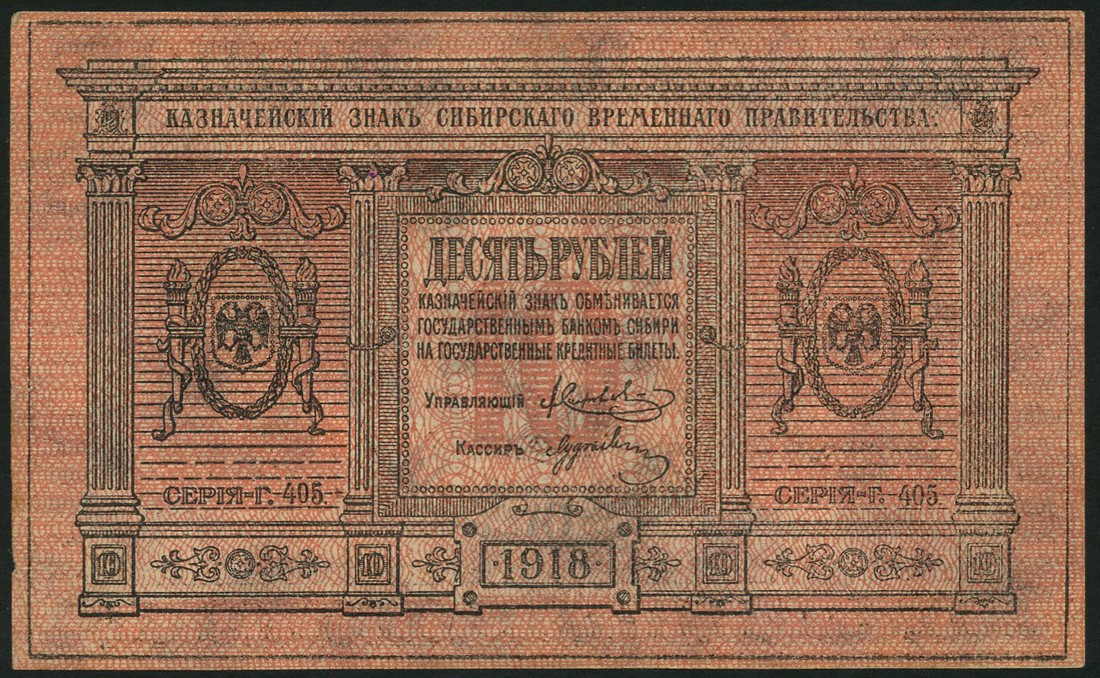 КАЗНАЧЕЙСКІЙ ЗНАКЪ СИБИРСКАГО ВРЕМЕННАГО ПРАВИТЕЛЬСТВА.
ДЕСЯТЬ РУБЛЕЙ
КАЗНАЧЕЙСКІЙ ЗНАКЪ ОБМѢНИВАЕТСЯ
ГОСУДАРСТВЕННЫМЪ БАНКОМЪ СИБИРИ
НА ГОСУДАРСТВЕННЫЕ КРЕДИТНЫЕ БИЛЕТЫ.
УПРАВЛЯЮЩІЙ
КАССИРЪ
СЕРІЯ-Г. 405. СЕРІЯ-Г. 405.
10 10 1918 10 10